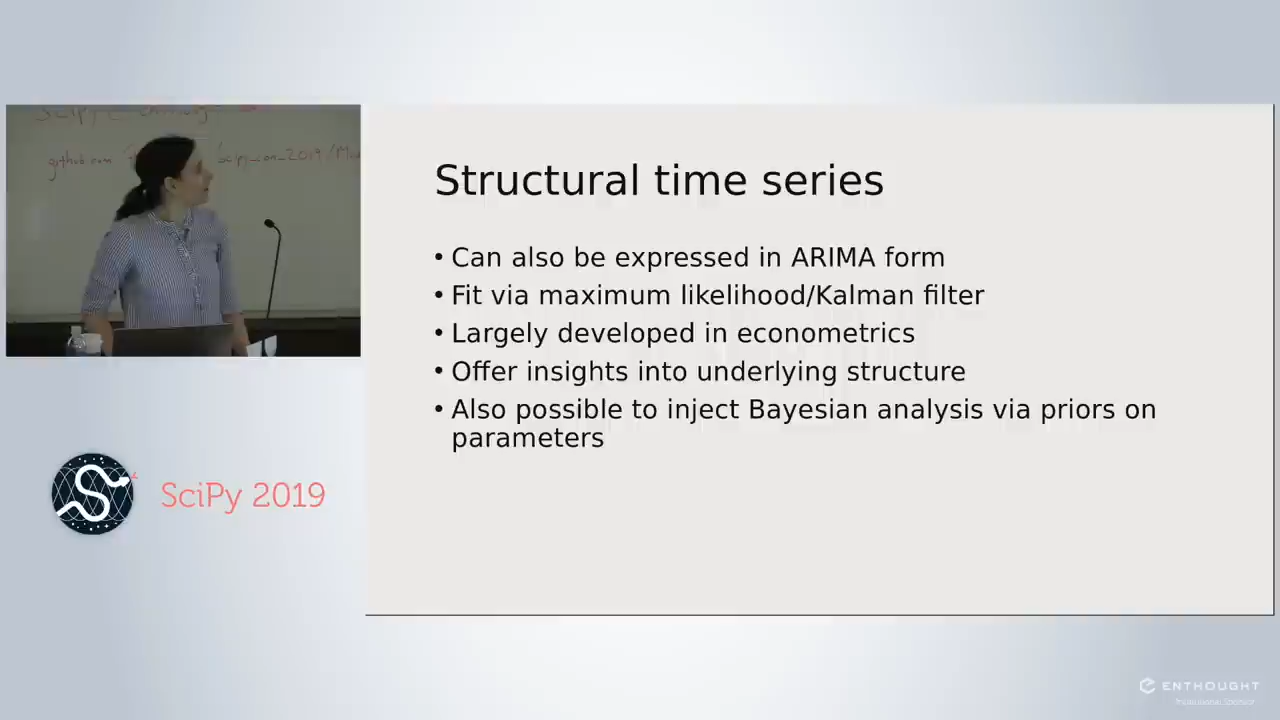 github.com
Structural time series
• Can also be expressed in ARIMA form
• Fit via maximum likelihood/Kalman filter
• Largely developed in econometrics
• Offer insights into underlying structure
• Also possible to inject Bayesian analysis via priors on
parameters
SciPy 2019
ENTHOUGHT